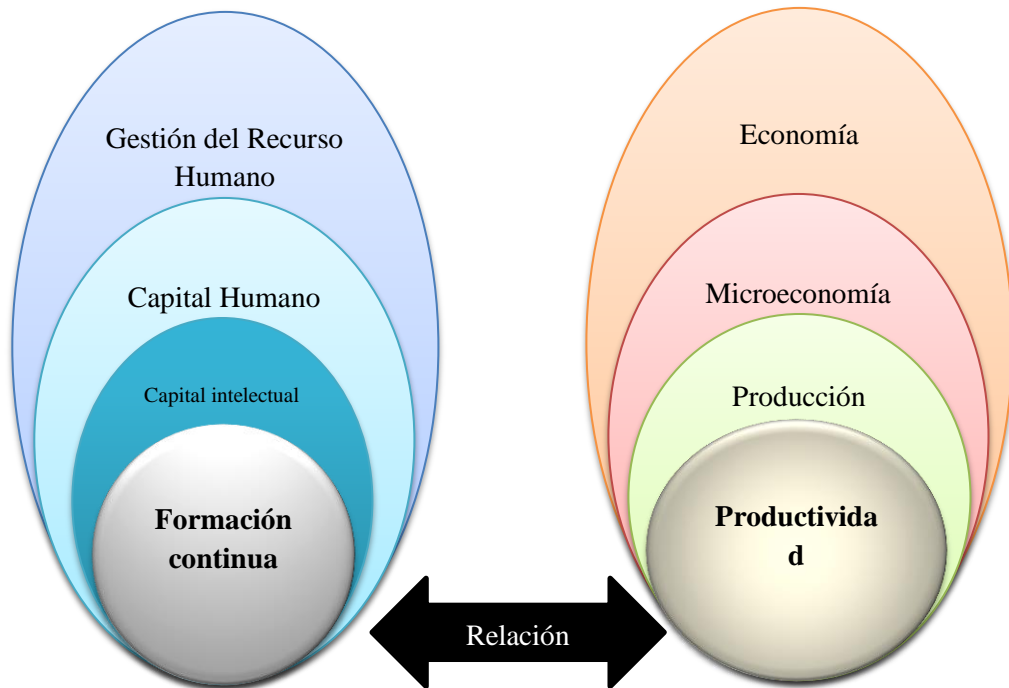 Gestión del Recurso
Humano
Capital Humano
Capital intelectual
Formación
continua
Economía
Microeconomía
Producción
Productivida
d
Relación